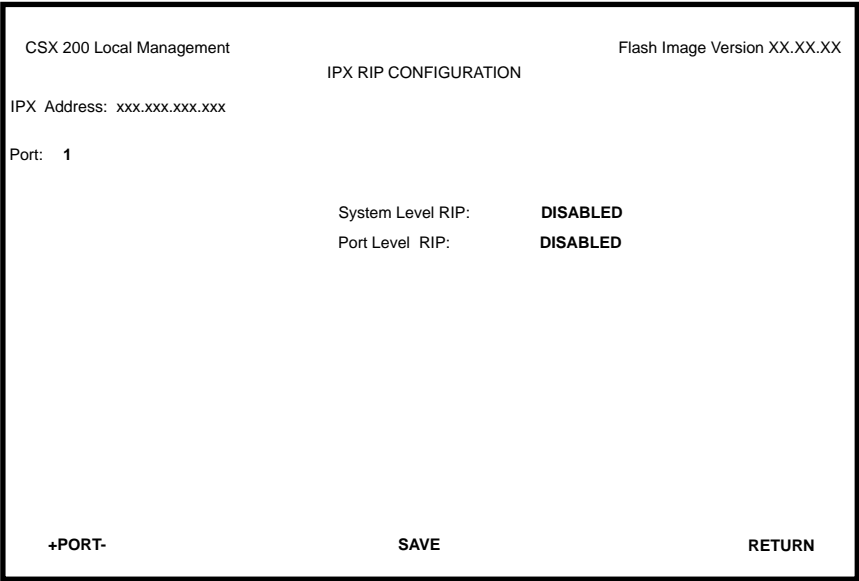 CSX 200 Local Management Flash Image Version XX.XX.XX
IPX RIP CONFIGURATION
IPX Address: xxx.xxx.xxx.xxx
Port: 1
System Level RIP: DISABLED
Port Level RIP: DISABLED
+PORT- SAVE RETURN